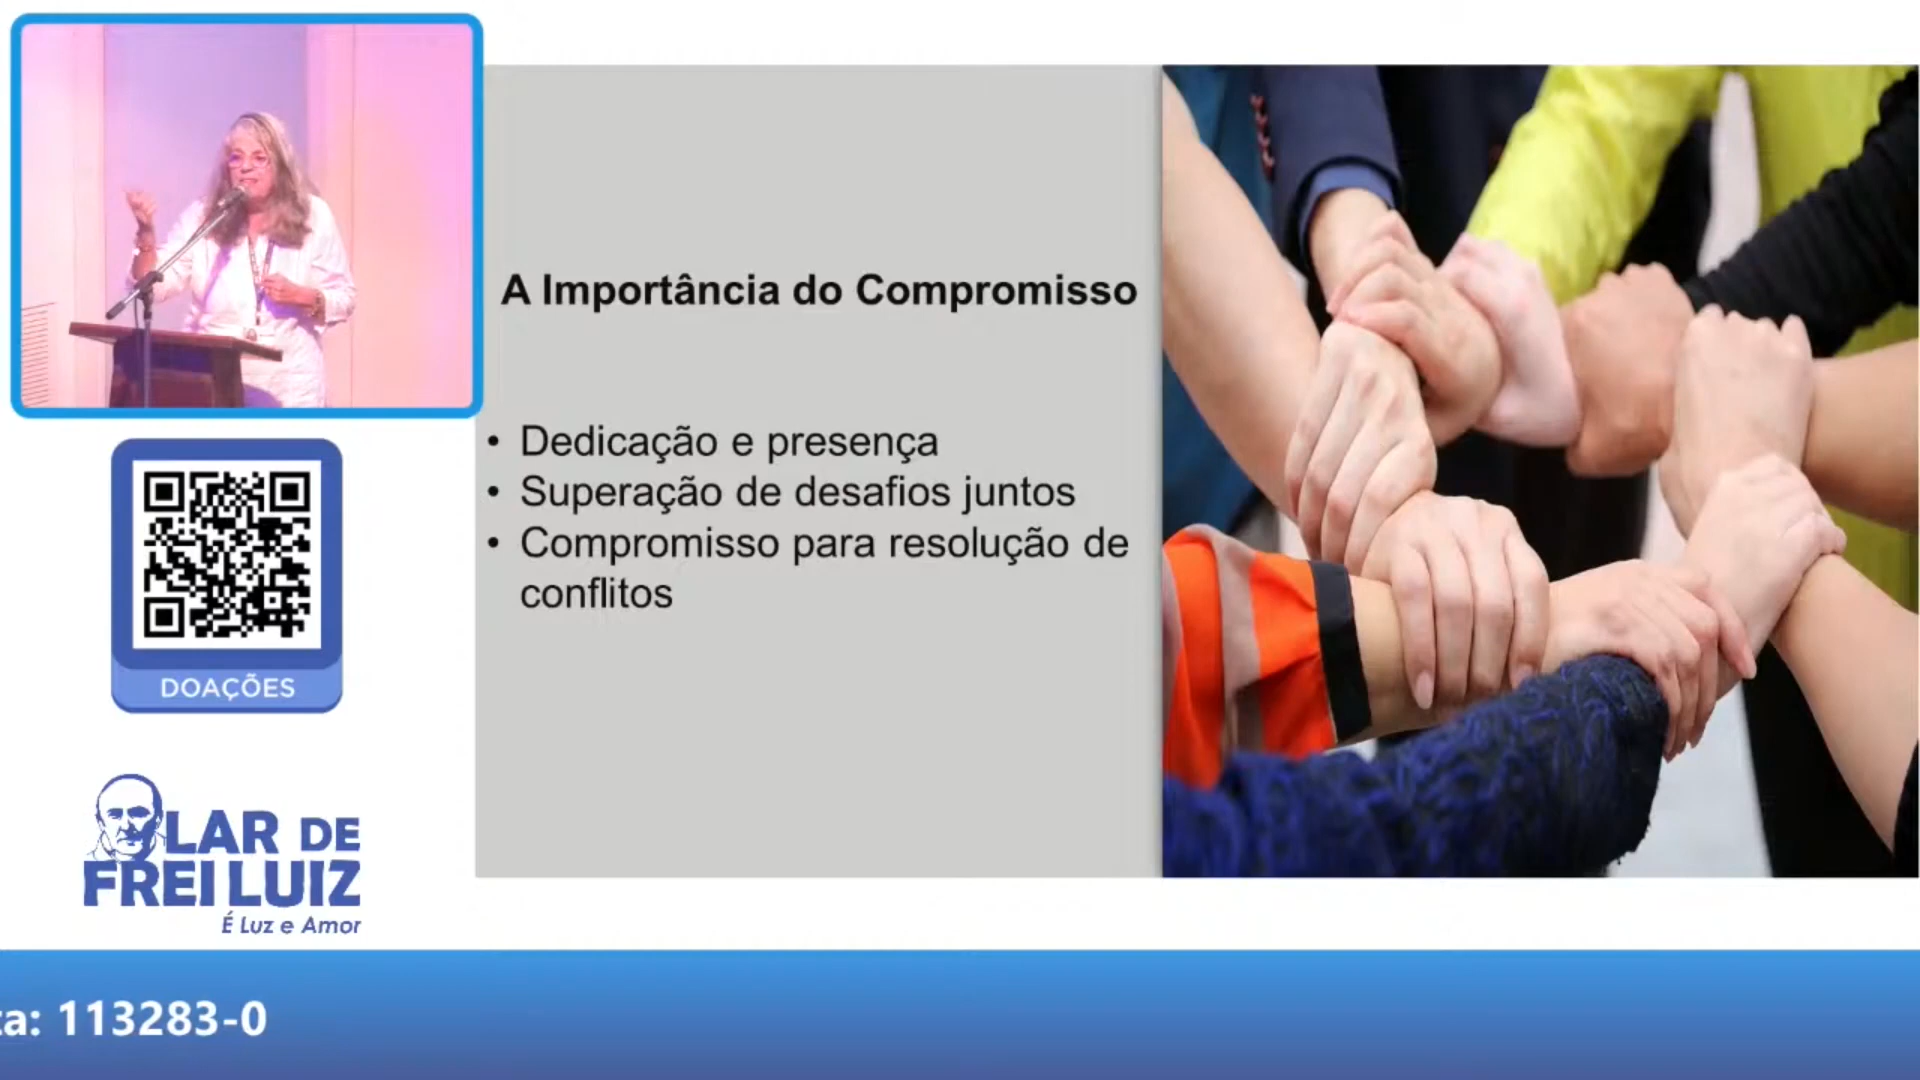 A Importância do Compromisso
• Dedicação e presença
• Superação de desafios juntos
• Compromisso para resolução de
conflitos
DOAÇÕES
LAR DE
FREI LUIZ
É Luz e Amor
ta: 113283-0